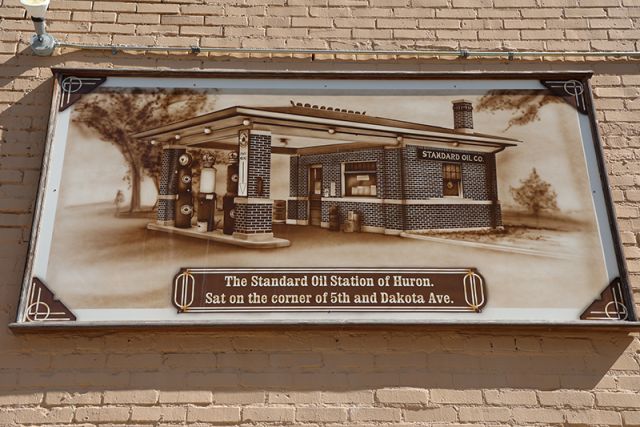 STANDARD OIL CO.
The Standard Oil Station of Huron.
Sat on the corner of 5th and Dakota Ave.